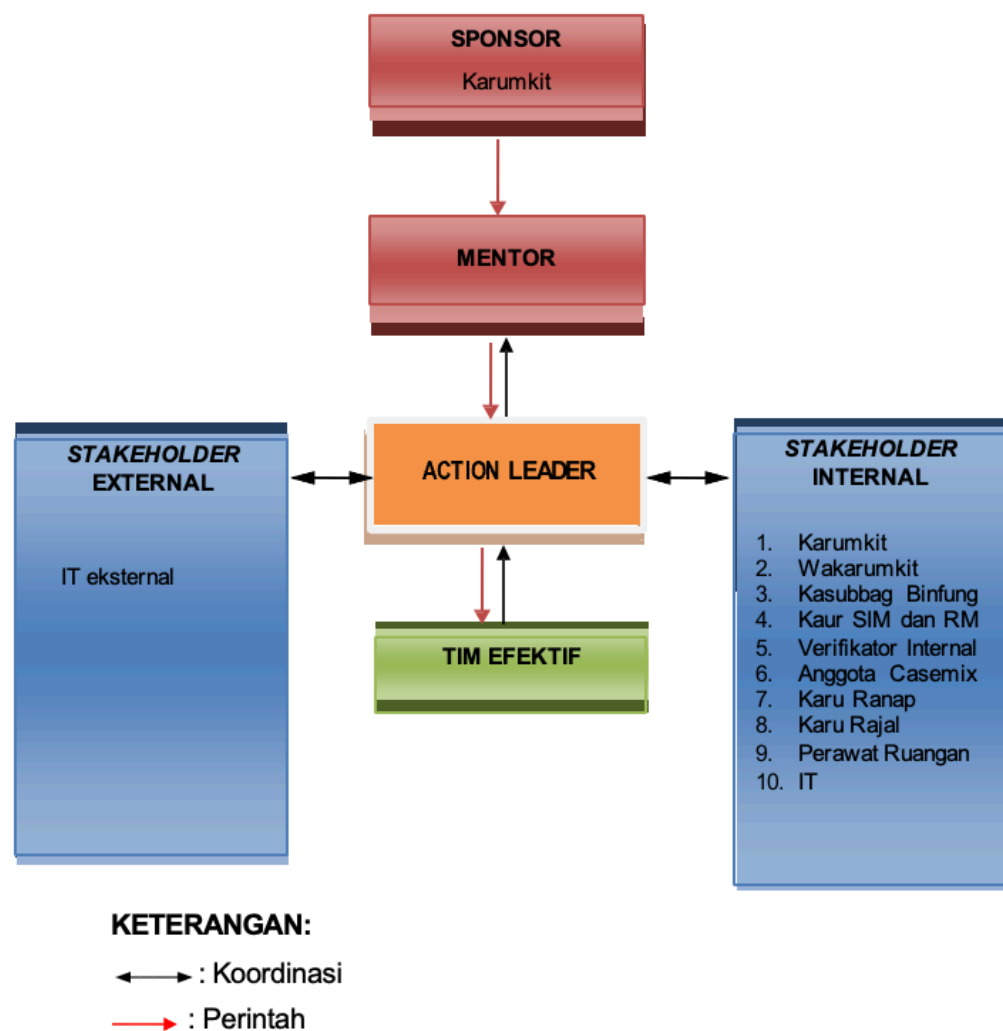 SPONSOR
Karumkit
MENTOR
ACTION LEADER
STAKEHOLDER
EXTERNAL
IT eksternal
STAKEHOLDER
INTERNAL
1. Karumkit
2. Wakarumkit
3. Kasubbag Binfung
4. Kaur SIM dan RM
5. Verifikator Internal
6. Anggota Casemix
7. Karu Ranap
8. Karu Rajal
9. Perawat Ruangan
10. IT
TIM EFEKTIF
KETERANGAN:
: Koordinasi
: Perintah